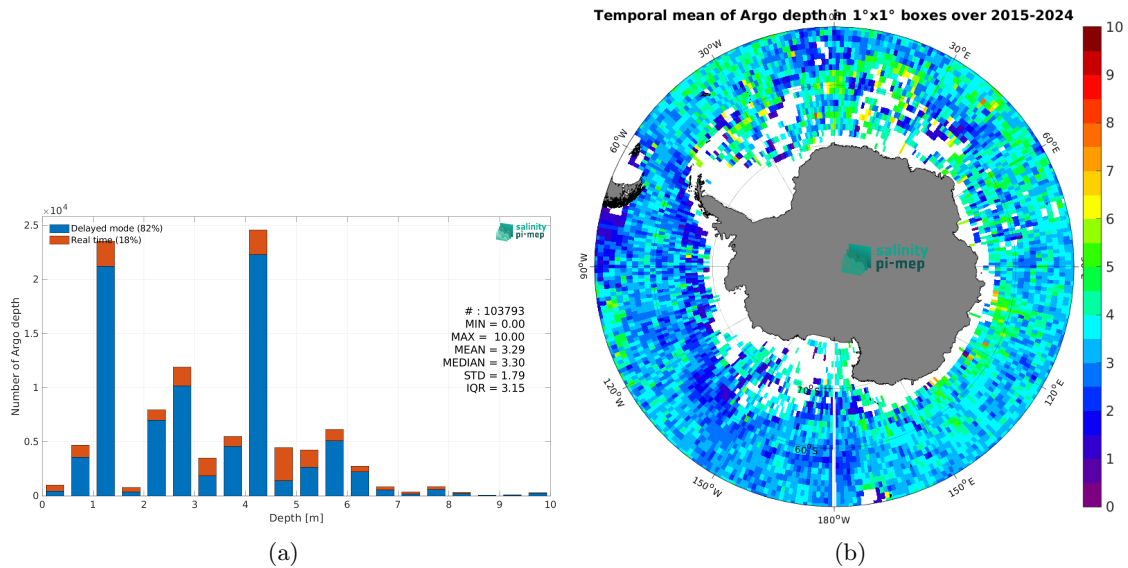 Temporal mean of Argo depth in 1°x1° boxes over 2015-2024
×10⁴
2.5
2
1.5
1
0.5
0
Number of Argo depth
Delayed mode (82%)
Real time (18%)
salinity
pi-mep
# : 103793
MIN = 0.00
MAX = 10.00
MEAN = 3.29
MEDIAN = 3.30
STD = 1.79
IQR = 3.15
1 2 3 4 5 6 7 8 9 10
Depth [m]
(a)
30°W
30°E
60°W
60°E
90°W
120°W
120°E
150°W
150°E
180°W
70°S
60°S
salinity
pi-mep
10
9
8
7
6
5
4
3
2
1
0
(b)